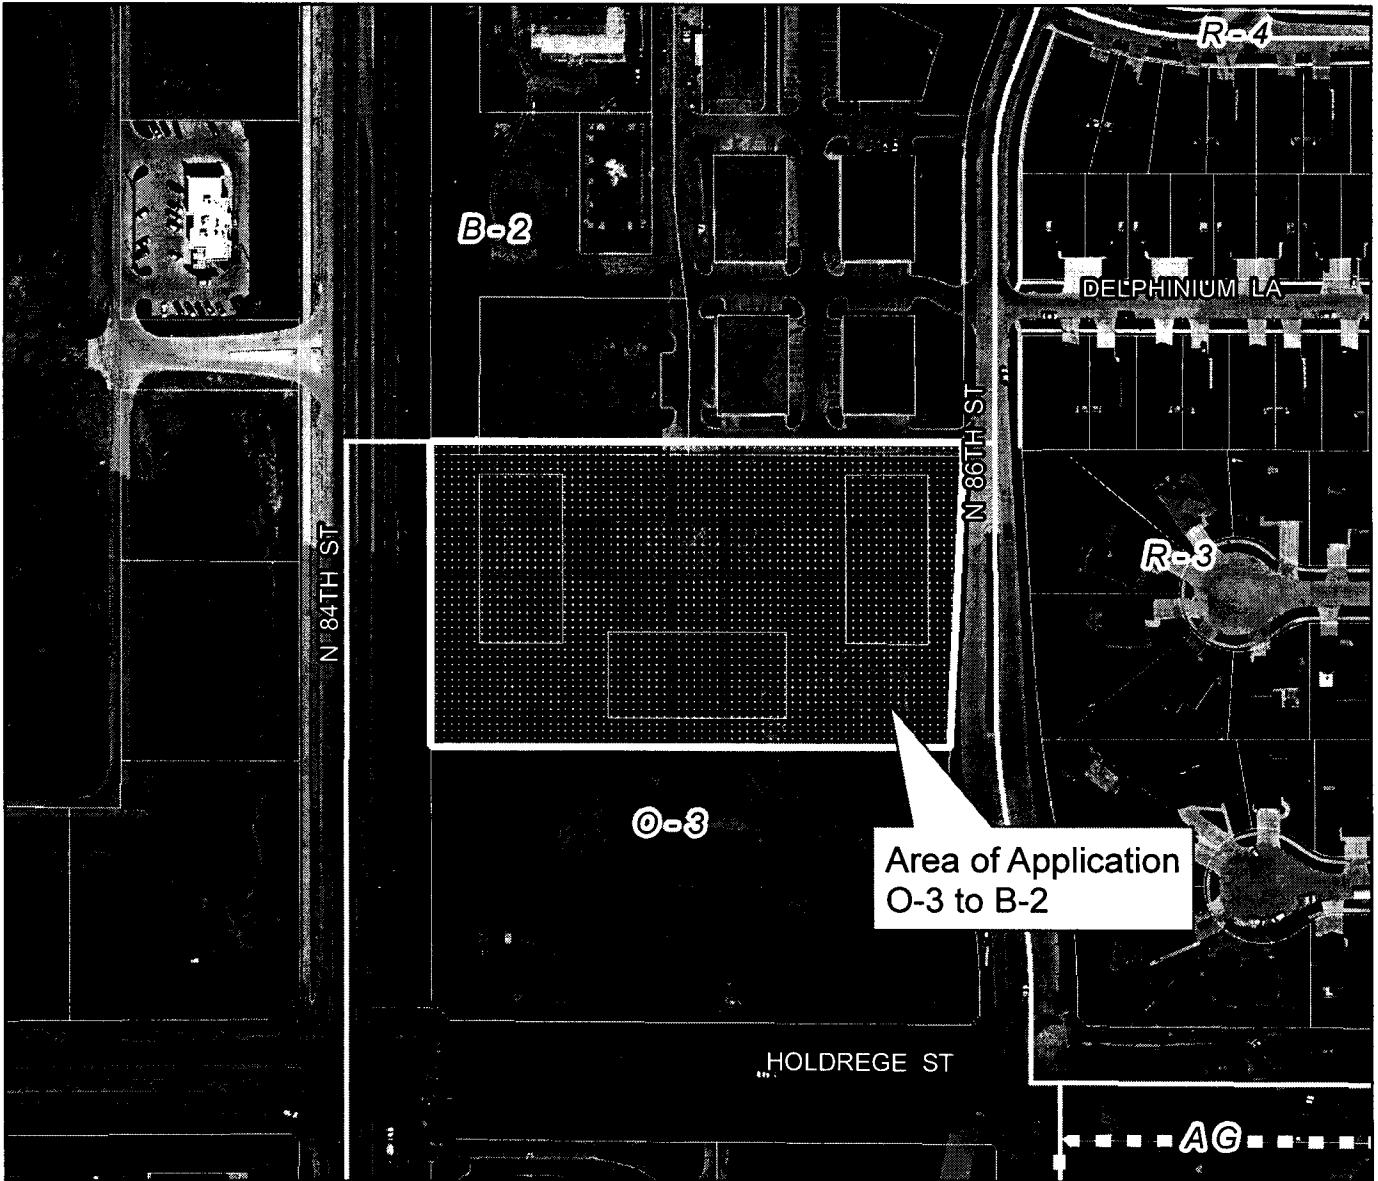 R-4
B-2
DELPHINIUM LA
N 86TH ST
N 84TH ST
R-3
O-3
Area of Application
O-3 to B-2
HOLDREGE ST
AG